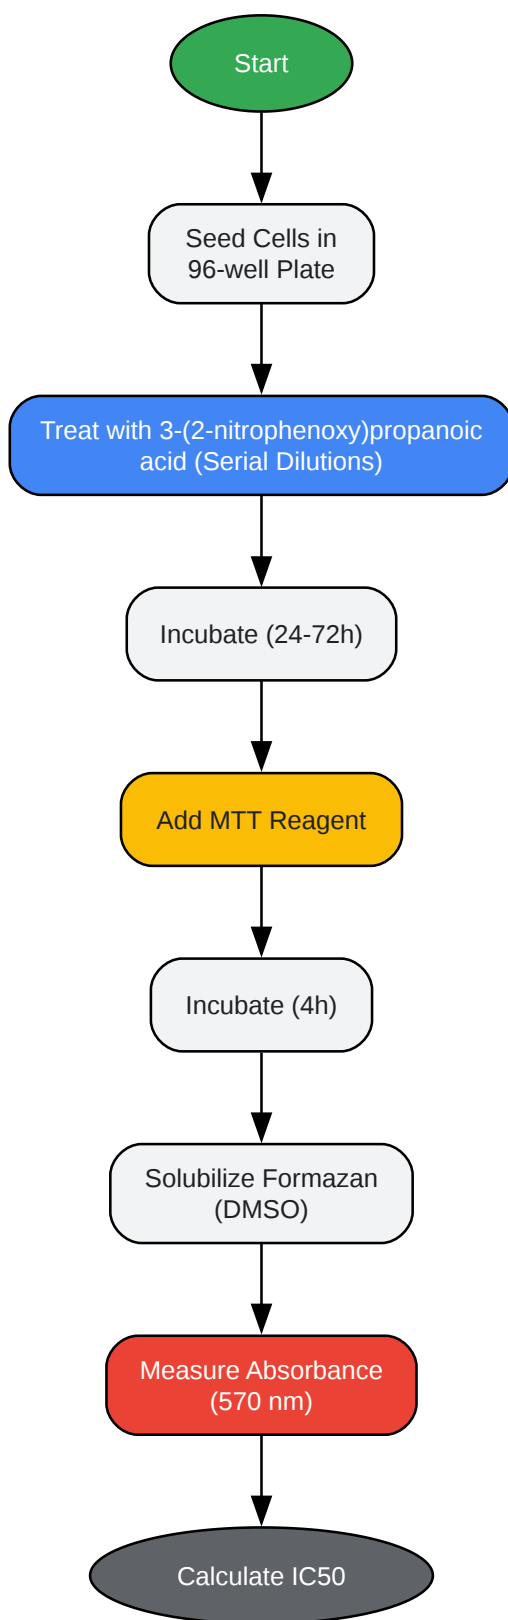 Start
Seed Cells in
96-well Plate
Treat with 3-(2-nitrophenoxy)propanoic
acid (Serial Dilutions)
Incubate (24-72h)
Add MTT Reagent
Incubate (4h)
Solubilize Formazan
(DMSO)
Measure Absorbance
(570 nm)
Calculate IC50